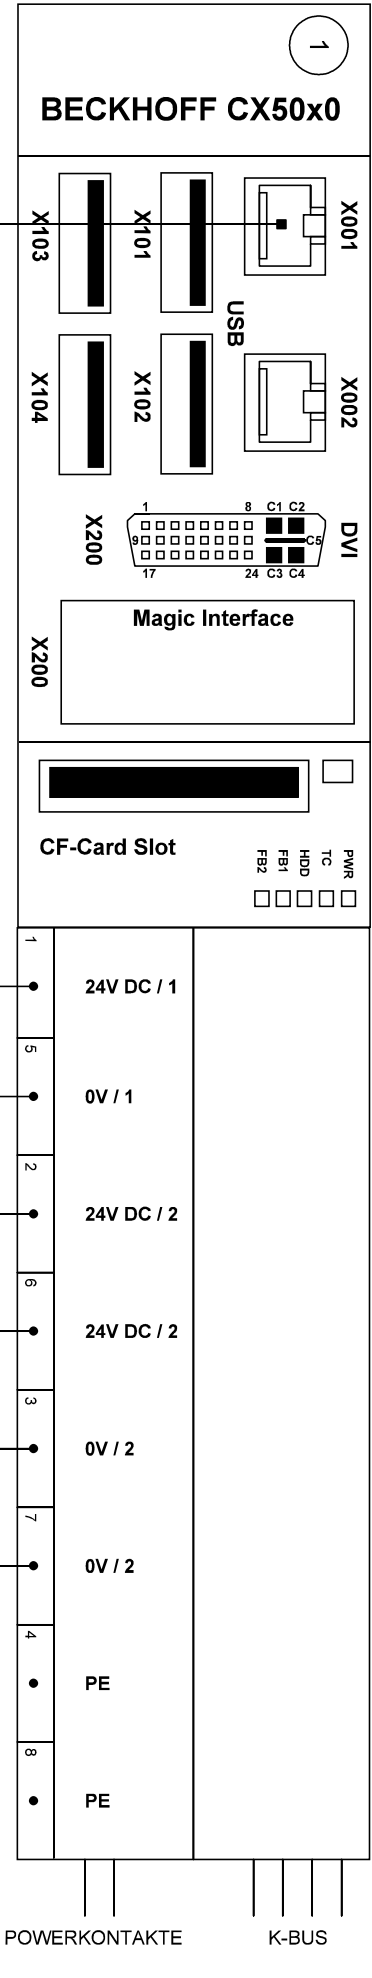 1
BECKHOFF CX50x0
X103
X101
X001
USB
X104
X102
X002
X200
1
8
C1
C2
9
C5
17
24
C3
C4
DVI
Magic Interface
X200
CF-Card Slot
FB2
FB1
HDD
TC
PWR
1
24V DC / 1
5
0V / 1
2
24V DC / 2
6
24V DC / 2
3
0V / 2
7
0V / 2
4
PE
8
PE
POWERKONTAKTE
K-BUS